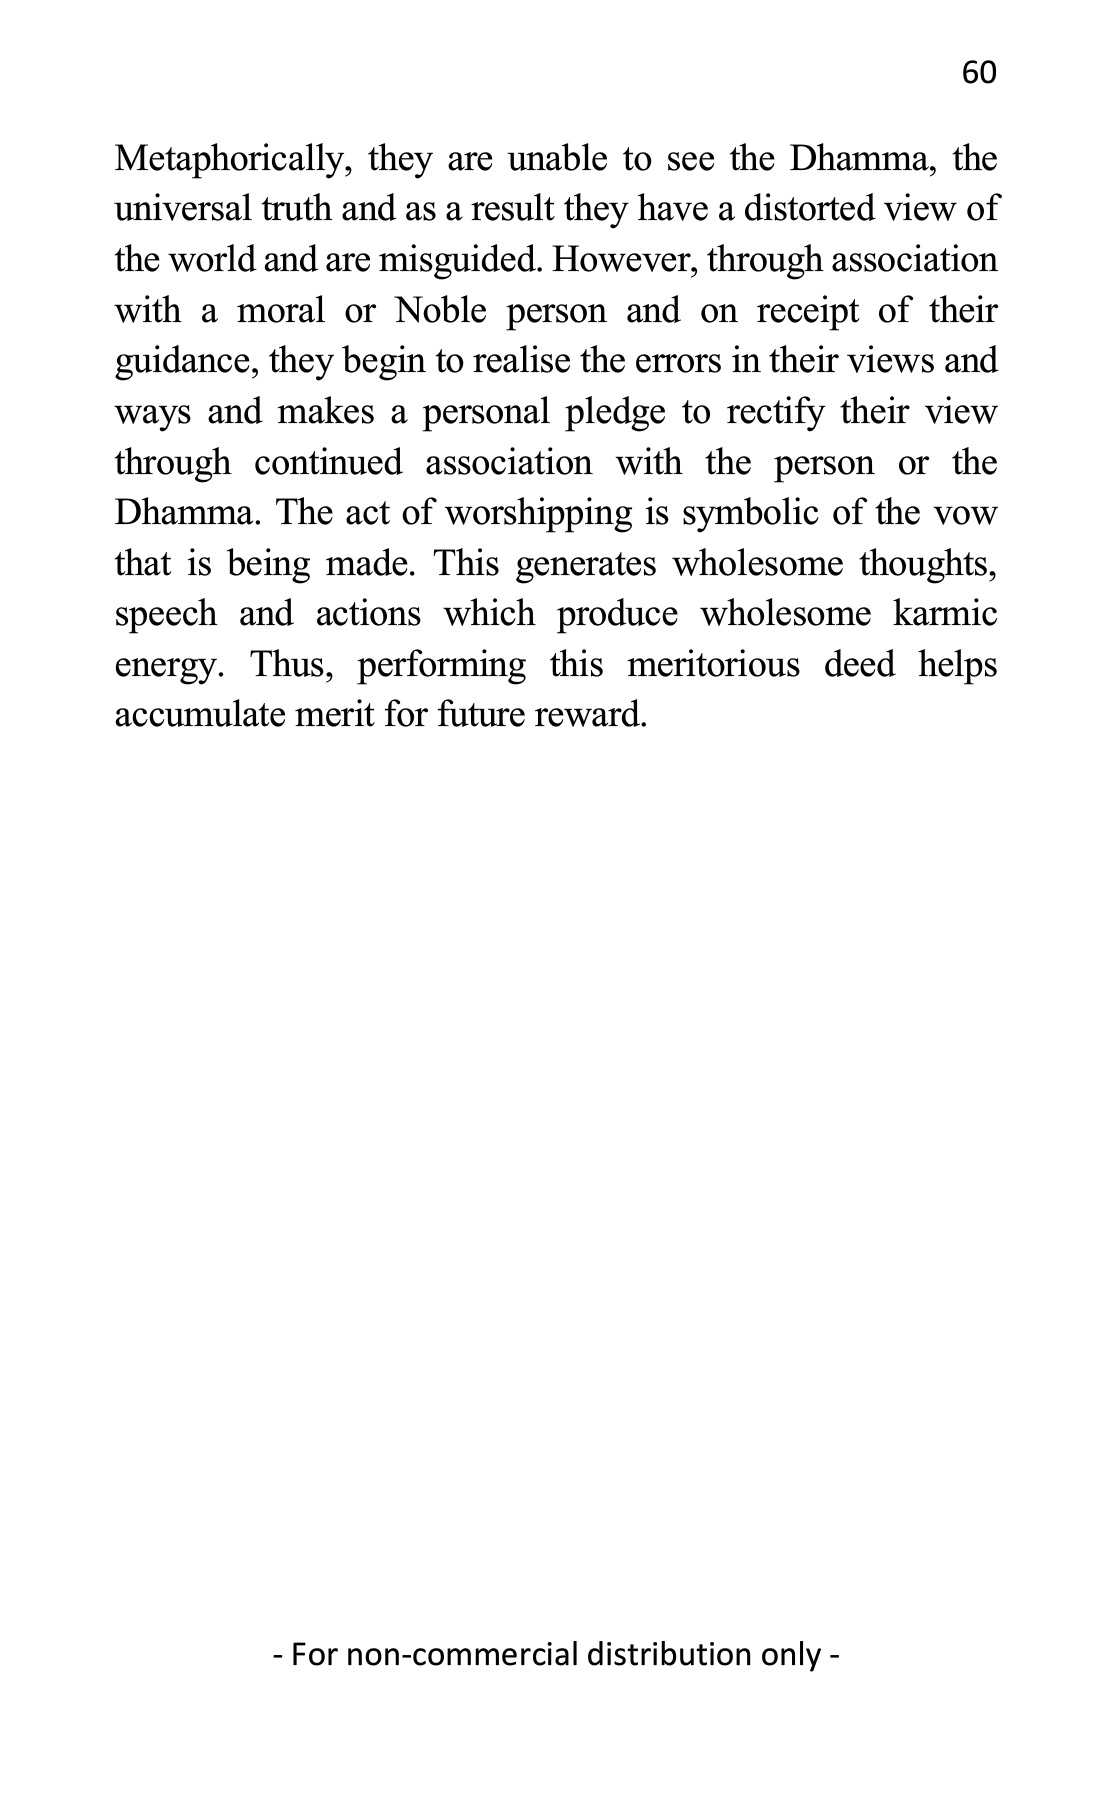 60
Metaphorically, they are unable to see the Dhamma, the
universal truth and as a result they have a distorted view of
the world and are misguided. However, through association
with a moral or Noble person and on receipt of their
guidance, they begin to realise the errors in their views and
ways and makes a personal pledge to rectify their view
through continued association with the person or the
Dhamma. The act of worshipping is symbolic of the vow
that is being made. This generates wholesome thoughts,
speech and actions which produce wholesome karmic
energy. Thus, performing this meritorious deed helps
accumulate merit for future reward.
- For non-commercial distribution only -